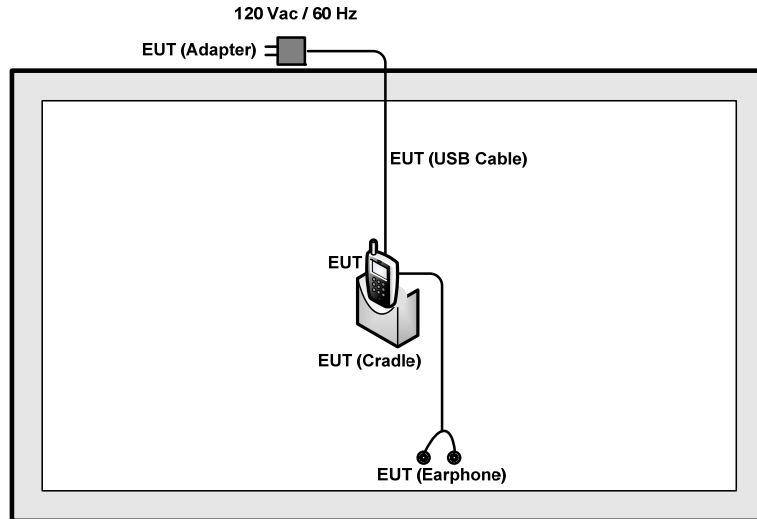 120 Vac / 60 Hz
EUT (Adapter)
EUT (USB Cable)
EUT
EUT (Cradle)
EUT (Earphone)